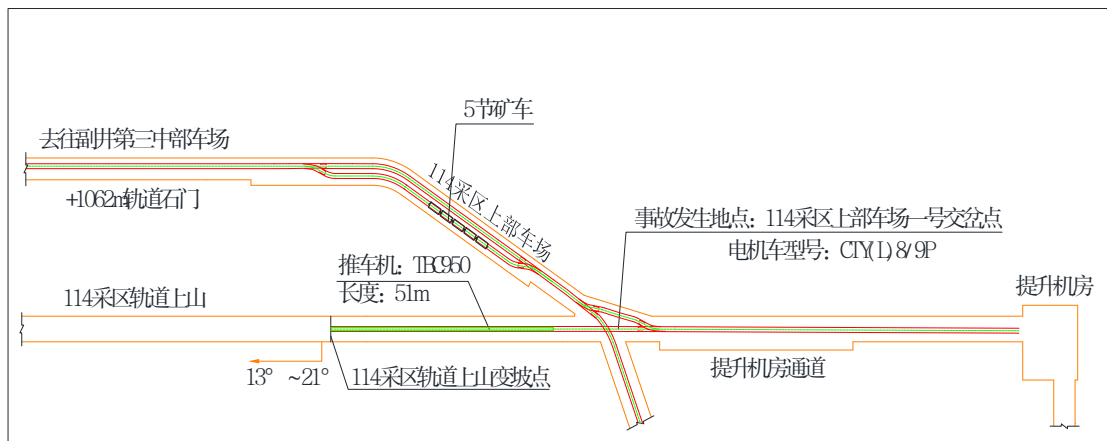 5节矿车
去往副井第三中部车场
+1062m轨道石门
114采区上部车场
事故发生地点：114采区上部车场一号交岔点
电机车型号：CTY(L)8/9P
推车机：TBC950
长度：51m
提升机房
114采区轨道上山
13° ~21°
114采区轨道上山变坡点
提升机房通道